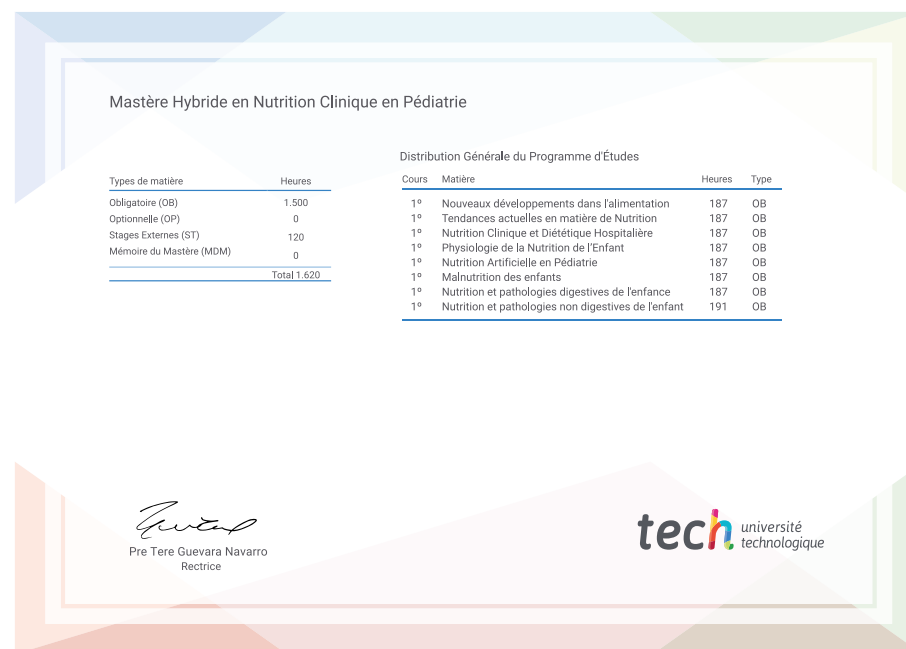 Mastère Hybride en Nutrition Clinique en Pédiatrie
Types de matière Heures
Obligatoire (OB) 1.500
Optionnelle (OP) 0
Stages Externes (ST) 120
Mémoire du Mastère (MDM) 0
Total 1.620
Distribution Générale du Programme d'Études
Cours Matière Heures Type
1º Nouveaux développements dans l'alimentation 187 OB
1º Tendances actuelles en matière de Nutrition 187 OB
1º Nutrition Clinique et Diététique Hospitalière 187 OB
1º Physiologie de la Nutrition de l'Enfant 187 OB
1º Nutrition Artificielle en Pédiatrie 187 OB
1º Malnutrition des enfants 187 OB
1º Nutrition et pathologies digestives de l'enfance 187 OB
1º Nutrition et pathologies non digestives de l'enfant 191 OB
Pre Tere Guevara Navarro
Rectrice
tech université
technologique